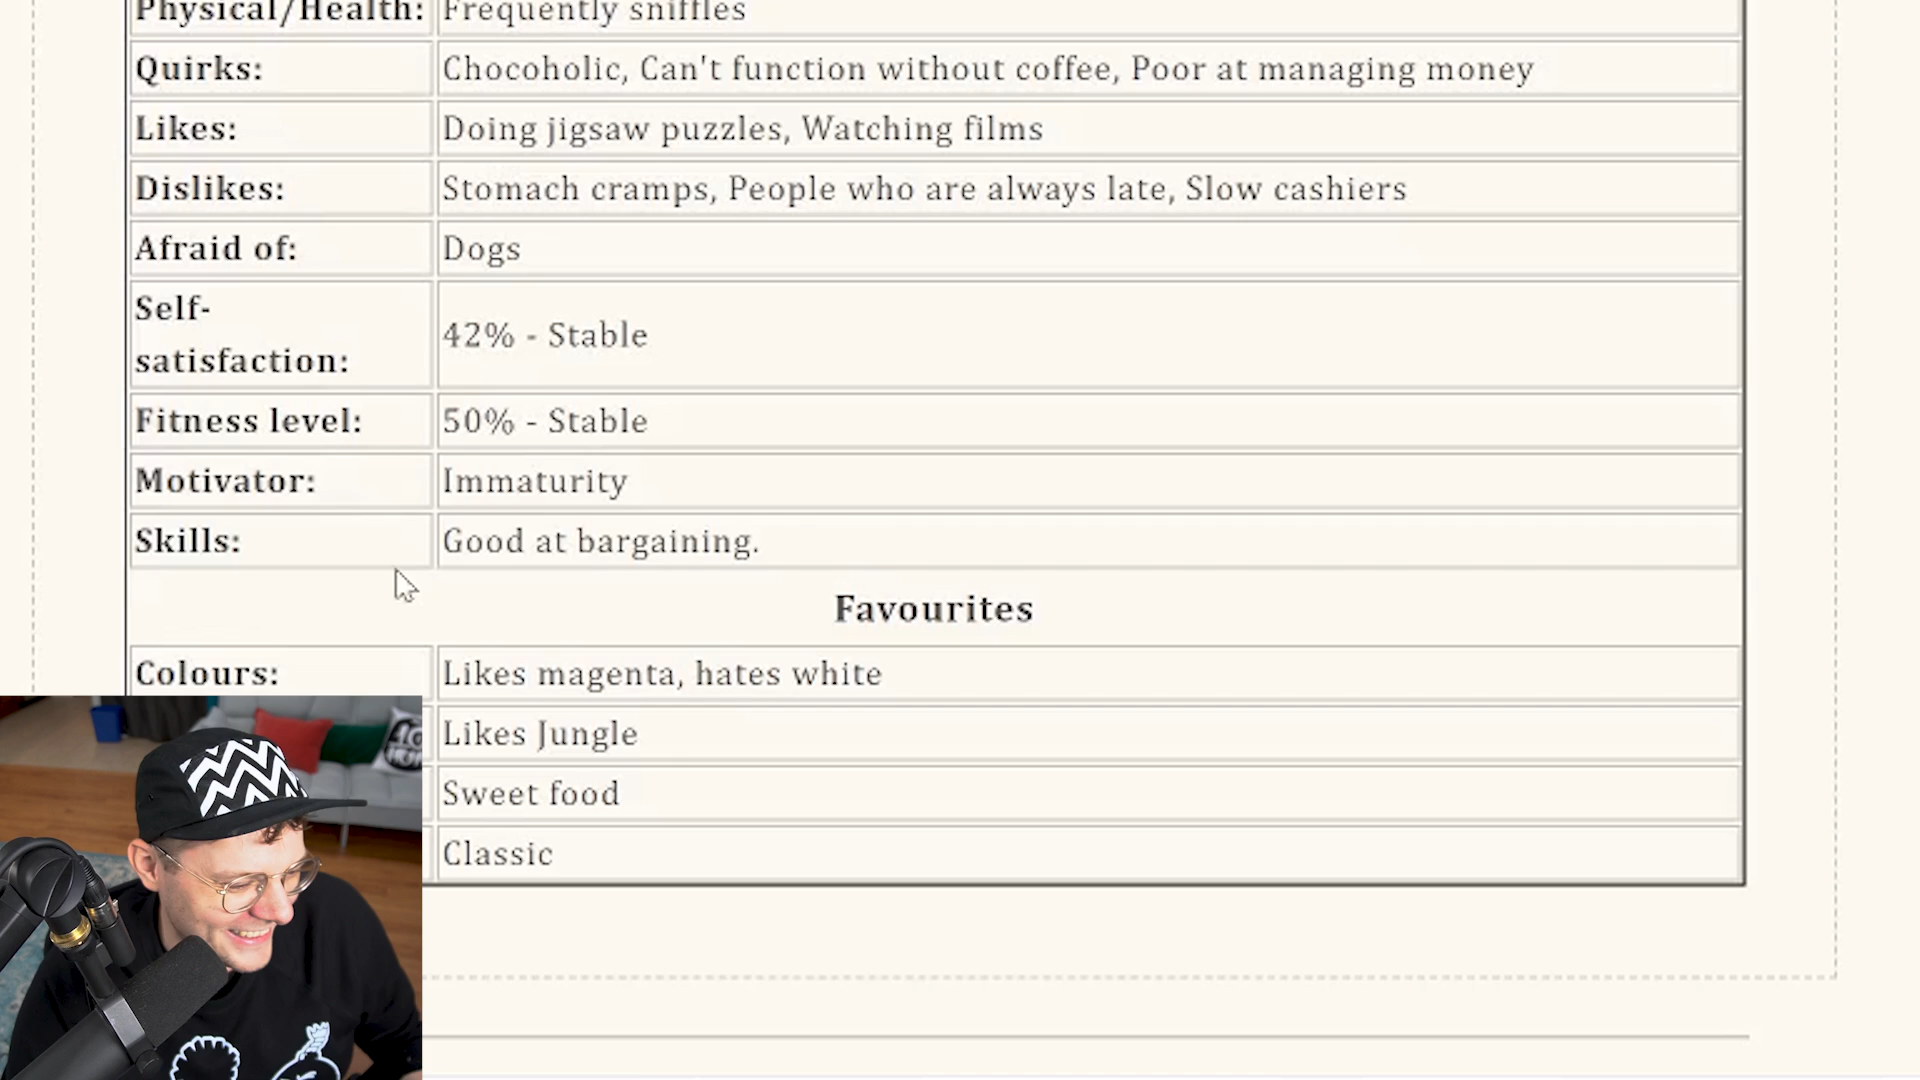 Physical/Health: Frequently sniffles
Quirks: Chocoholic, Can't function without coffee, Poor at managing money
Likes: Doing jigsaw puzzles, Watching films
Dislikes: Stomach cramps, People who are always late, Slow cashiers
Afraid of: Dogs
Self-
satisfaction: 42% - Stable
Fitness level: 50% - Stable
Motivator: Immaturity
Skills: Good at bargaining.
Favourites
Colours: Likes magenta, hates white
Likes Jungle
Sweet food
Classic